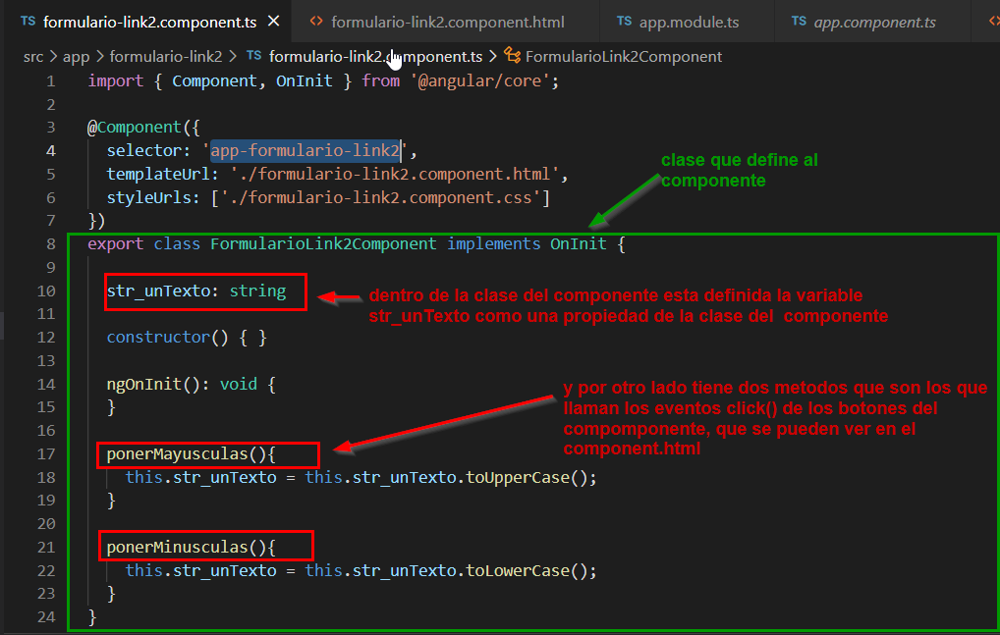 TS formulario-link2.component.ts × <> formulario-link2.component.html TS app.module.ts TS app.component.ts <>
src > app > formulario-link2 > TS formulario-link2.component.ts > FormularioLink2Component
1 import { Component, OnInit } from '@angular/core';
2
3 @Component({
4 selector: 'app-formulario-link2',
5 templateUrl: './formulario-link2.component.html',
6 styleUrls: ['./formulario-link2.component.css']
7 })
clase que define al
componente
8 export class FormularioLink2Component implements OnInit {
9
10 str_unTexto: string
dentro de la clase del componente esta definida la variable
str_unTexto como una propiedad de la clase del componente
11
12 constructor() { }
13
14 ngOnInit(): void {
15 }
16
y por otro lado tiene dos metodos que son los que
llaman los eventos click() de los botones del
compomponente, que se pueden ver en el
component.html
17 ponerMayusculas(){
18 this.str_unTexto = this.str_unTexto.toUpperCase();
19 }
20
21 ponerMinusculas(){
22 this.str_unTexto = this.str_unTexto.toLowerCase();
23 }
24 }